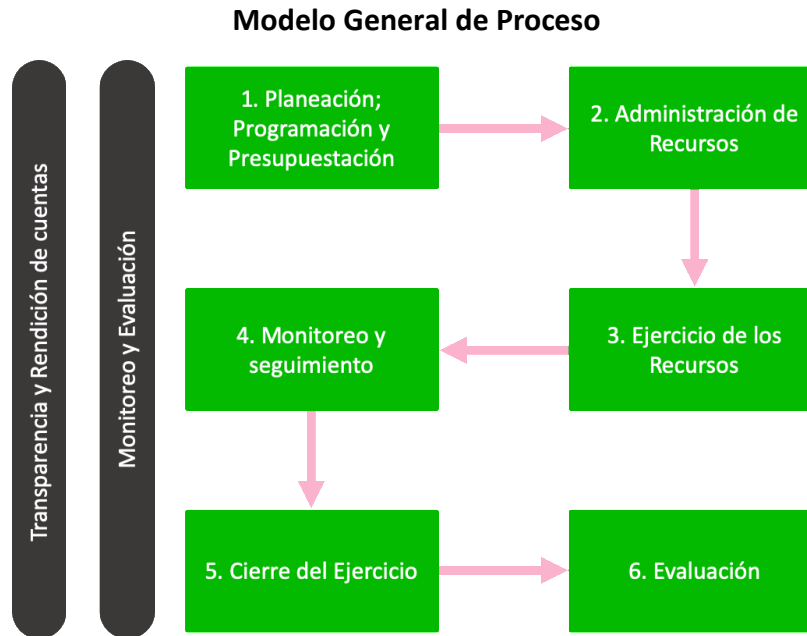 Modelo General de Proceso
Transparencia y Rendición de cuentas
Monitoreo y Evaluación
1. Planeación;
Programación y
Presupuestación
2. Administración de
Recursos
3. Ejercicio de los
Recursos
4. Monitoreo y
seguimiento
5. Cierre del Ejercicio
6. Evaluación